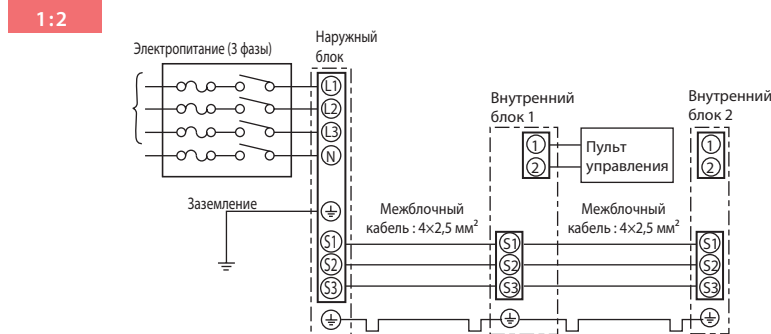 1:2
Электропитание (3 фазы)
Наружный
блок
L1
L2
L3
N
Заземление
S1
S2
S3
Межблочный
кабель : 4×2,5 мм²
Внутренний
блок 1
1
2
Пульт
управления
S1
S2
S3
Межблочный
кабель : 4×2,5 мм²
Внутренний
блок 2
1
2
S1
S2
S3